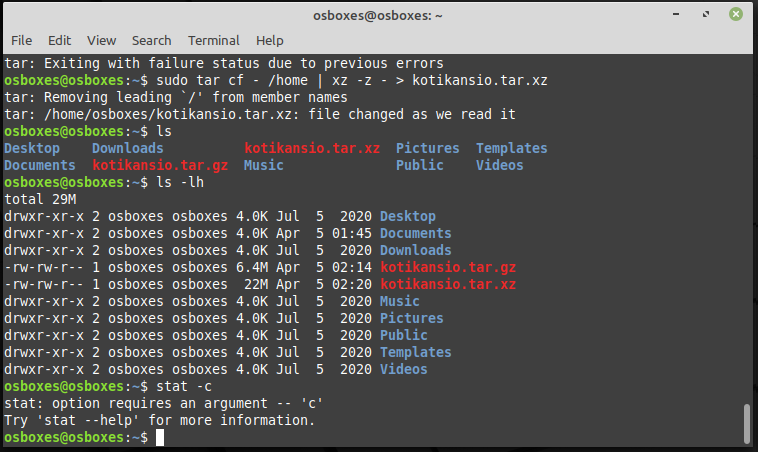 osboxes@osboxes: ~
File Edit View Search Terminal Help
tar: Exiting with failure status due to previous errors
osboxes@osboxes:~$ sudo tar cf - /home | xz -z - > kotikansio.tar.xz
tar: Removing leading `/' from member names
tar: /home/osboxes/kotikansio.tar.xz: file changed as we read it
osboxes@osboxes:~$ ls
Desktop    Downloads          kotikansio.tar.xz  Pictures  Templates
Documents  kotikansio.tar.gz  Music              Public    Videos
osboxes@osboxes:~$ ls -lh
total 29M
drwxr-xr-x 2 osboxes osboxes 4.0K Jul  5  2020 Desktop
drwxr-xr-x 2 osboxes osboxes 4.0K Apr  5 01:45 Documents
drwxr-xr-x 2 osboxes osboxes 4.0K Jul  5  2020 Downloads
-rw-rw-r-- 1 osboxes osboxes 6.4M Apr  5 02:14 kotikansio.tar.gz
-rw-rw-r-- 1 osboxes osboxes  22M Apr  5 02:20 kotikansio.tar.xz
drwxr-xr-x 2 osboxes osboxes 4.0K Jul  5  2020 Music
drwxr-xr-x 2 osboxes osboxes 4.0K Jul  5  2020 Pictures
drwxr-xr-x 2 osboxes osboxes 4.0K Jul  5  2020 Public
drwxr-xr-x 2 osboxes osboxes 4.0K Jul  5  2020 Templates
drwxr-xr-x 2 osboxes osboxes 4.0K Jul  5  2020 Videos
osboxes@osboxes:~$ stat -c
stat: option requires an argument -- 'c'
Try 'stat --help' for more information.
osboxes@osboxes:~$